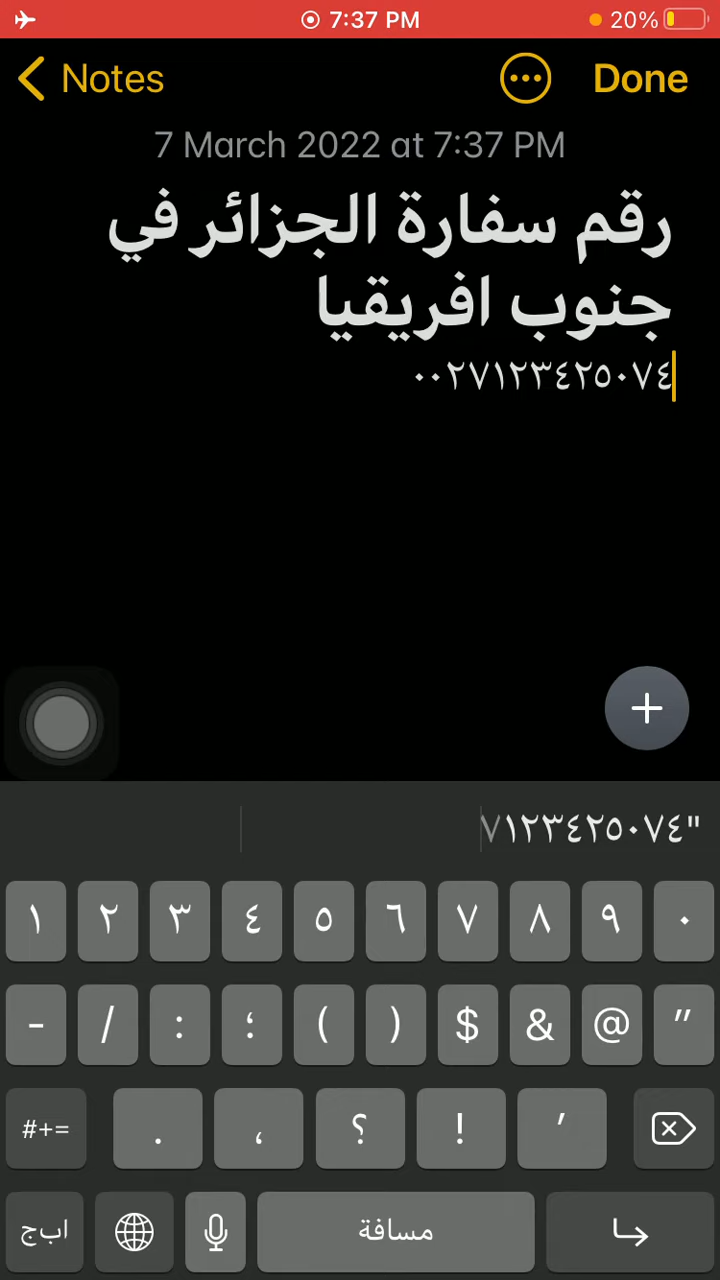 7:37 PM
20%
Notes
Done
7 March 2022 at 7:37 PM
رقم سفارة الجزائر في
جنوب افريقيا
٠٠٢٧١٢٣٤٢٥٠٧٤
٧١٢٣٤٢٥٠٧٤"
١ ٢ ٣ ٤ ٥ ٦ ٧ ٨ ٩ ٠
- / : ؛ ( ) $ & @ "
#+= . ، ؟ ! ’
اب‌ج مسافة